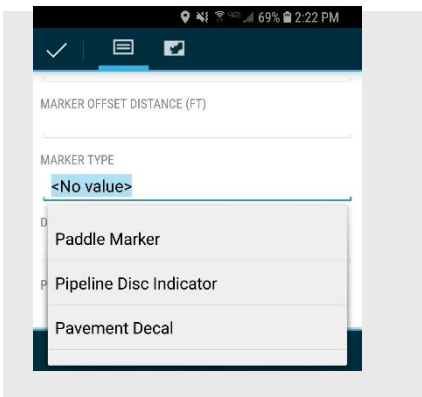 69% 2:22 PM
MARKER OFFSET DISTANCE (FT)
MARKER TYPE
<No value>
D
Paddle Marker
P
Pipeline Disc Indicator
Pavement Decal